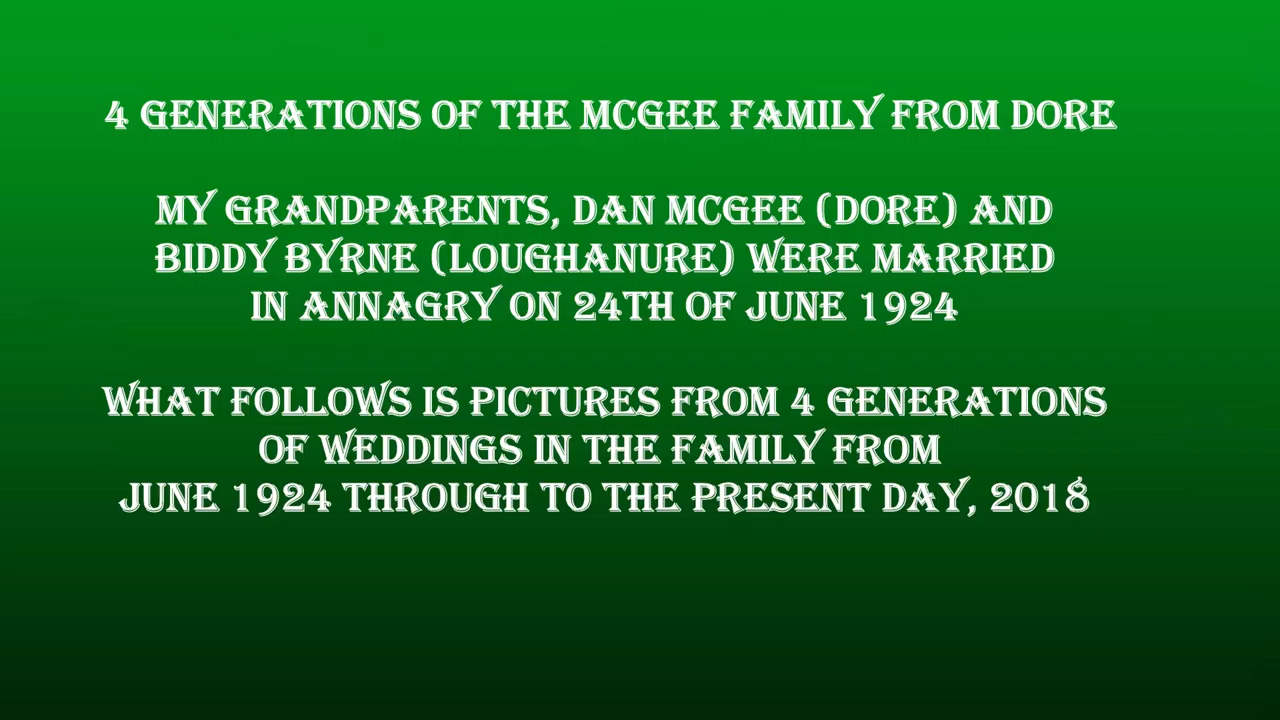 4 GENERATIONS OF THE MCGEE FAMILY FROM DORE
MY GRANDPARENTS, DAN MCGEE (DORE) AND
BIDDY BYRNE (LOUGHANURE) WERE MARRIED
IN ANNAGRY ON 24TH OF JUNE 1924
WHAT FOLLOWS IS PICTURES FROM 4 GENERATIONS
OF WEDDINGS IN THE FAMILY FROM
JUNE 1924 THROUGH TO THE PRESENT DAY, 2018